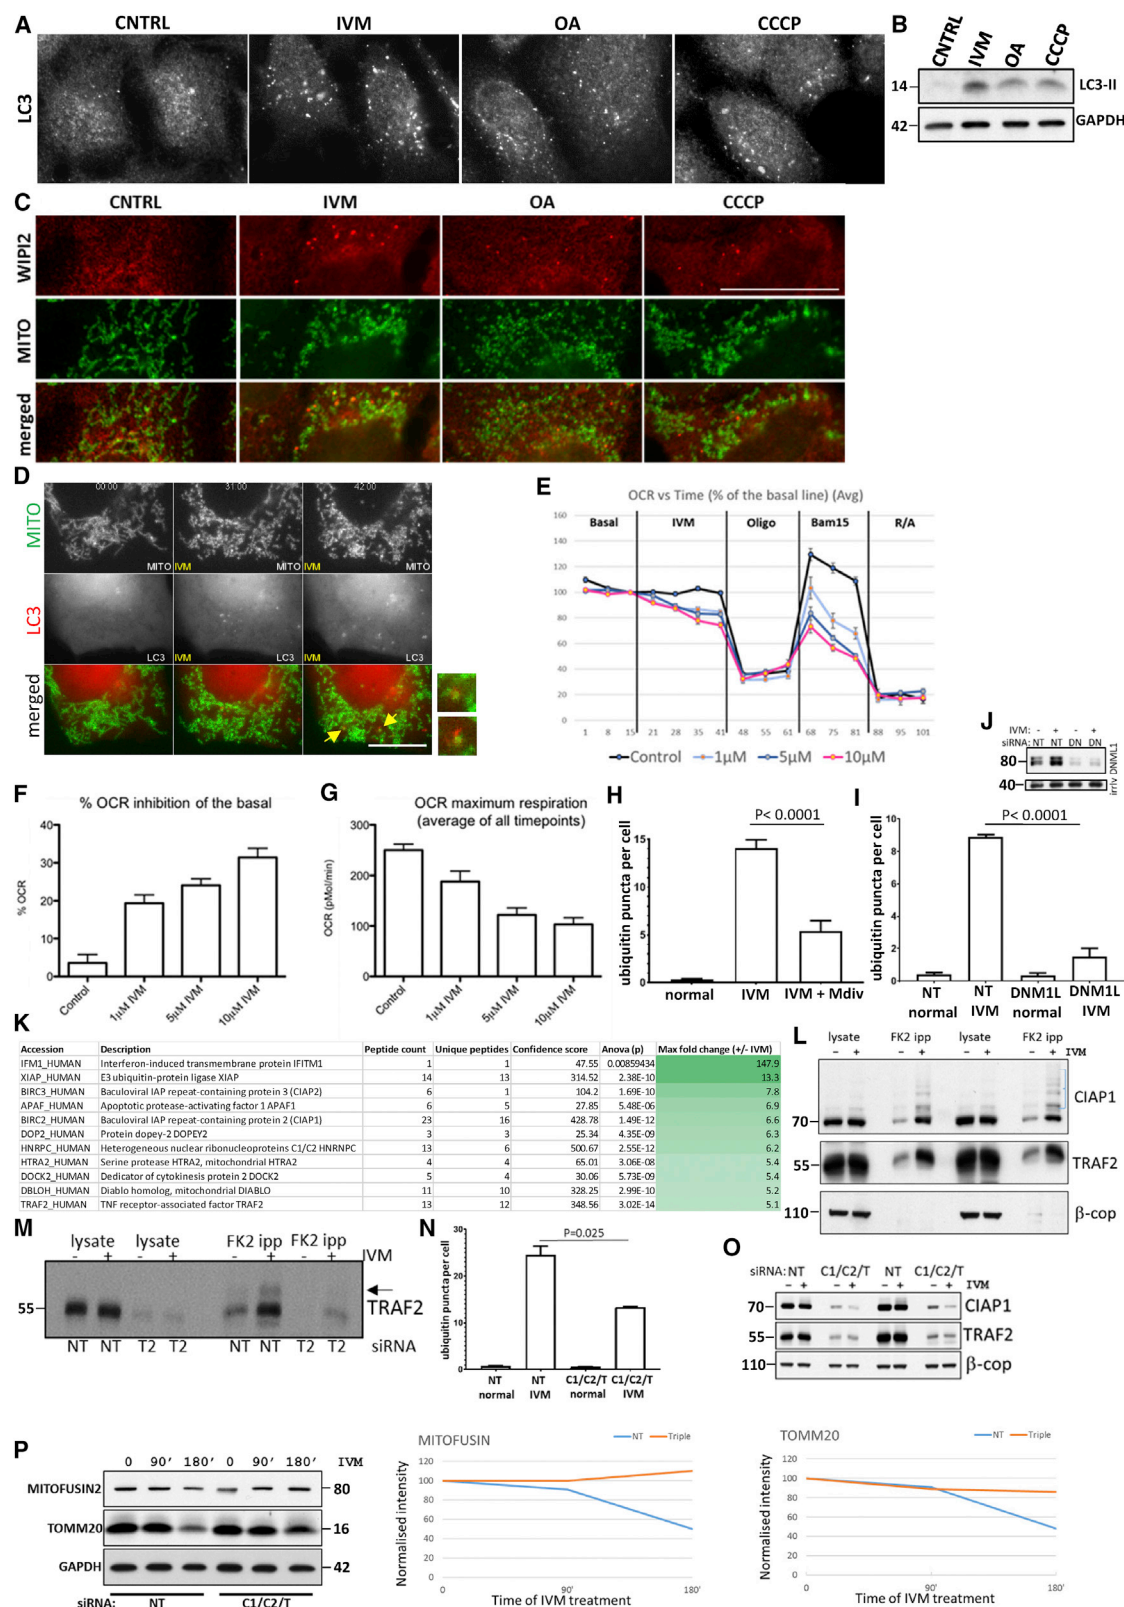 A
CNTRL IVM OA CCCP
LC3
B
CNTRL IVM OA CCCP
14 LC3-II
42 GAPDH
C
CNTRL IVM OA CCCP
WIPI2
MITO
merged
D
00:00 31:00 42:00
MITO
MITO IVM MITO IVM MITO
LC3
LC3 IVM LC3 IVM LC3
merged
E
OCR vs Time (% of the basal line) (Avg)
Basal IVM Oligo Bam15 R/A
160
140
120
100
80
60
40
20
0
1 8 15 21 28 35 41 48 55 61 68 75 81 88 95 101
Control 1µM 5µM 10µM
J
IVM: - + - +
siRNA: NT NT DN DN
80
40
irrlv DNML1
F
% OCR inhibition of the basal
% OCR
40
30
20
10
0
Control 1µM IVM 5µM IVM 10µM IVM
G
OCR maximum respiration
(average of all timepoints)
OCR (pMol/min)
300
200
100
0
Control 1µM IVM 5µM IVM 10µM IVM
H
P< 0.0001
ubiquitin puncta per cell
15
10
5
0
normal IVM IVM + Mdiv
I
P< 0.0001
ubiquitin puncta per cell
10
8
6
4
2
0
NT NT DNM1L DNM1L
normal IVM normal IVM
K
Accession Description Peptide count Unique peptides Confidence score Anova (p) Max fold change (+/- IVM)
IFM1_HUMAN Interferon-induced transmembrane protein IFITM1 1 1 47.55 0.00859434 147.9
XIAP_HUMAN E3 ubiquitin-protein ligase XIAP 14 13 314.52 2.38E-10 13.3
BIRC3_HUMAN Baculoviral IAP repeat-containing protein 3 (CIAP2) 6 1 104.2 1.69E-10 7.8
APAF_HUMAN Apoptotic protease-activating factor 1 APAF1 6 5 27.85 5.48E-06 6.9
BIRC2_HUMAN Baculoviral IAP repeat-containing protein 2 (CIAP1) 23 16 428.78 1.49E-12 6.6
DOP2_HUMAN Protein dopey-2 DOPEY2 3 3 25.34 4.35E-09 6.3
HNRPC_HUMAN Heterogeneous nuclear ribonucleoproteins C1/C2 HNRNPC 13 6 500.67 2.55E-12 6.2
HTRA2_HUMAN Serine protease HTRA2, mitochondrial HTRA2 4 4 65.01 3.06E-08 5.4
DOCK2_HUMAN Dedicator of cytokinesis protein 2 DOCK2 5 4 30.06 5.73E-09 5.4
DBLOH_HUMAN Diablo homolog, mitochondrial DIABLO 11 10 328.25 2.99E-10 5.2
TRAF2_HUMAN TNF receptor-associated factor TRAF2 13 12 348.56 3.02E-14 5.1
L
lysate FK2 ipp lysate FK2 ipp
- + - + - + - + IVM
70 CIAP1
55 TRAF2
110 β-cop
M
lysate lysate FK2 ipp FK2 ipp
- + - + - + - + IVM
55 TRAF2
NT NT T2 T2 NT NT T2 T2 siRNA
N
P=0.025
ubiquitin puncta per cell
30
20
10
0
NT NT C1/C2/T C1/C2/T
normal IVM normal IVM
O
siRNA: NT C1/C2/T NT C1/C2/T
- + - + - + - + IVM
70 CIAP1
55 TRAF2
110 β-cop
P
0 90' 180' 0 90' 180' IVM
MITOFUSIN2 80
TOMM20 16
GAPDH 42
siRNA: NT C1/C2/T
MITOFUSIN
NT Triple
Normalised intensity
120
100
80
60
40
20
0
0 90' 180'
Time of IVM treatment
TOMM20
NT Triple
Normalised intensity
120
100
80
60
40
20
0
0 90' 180'
Time of IVM treatment